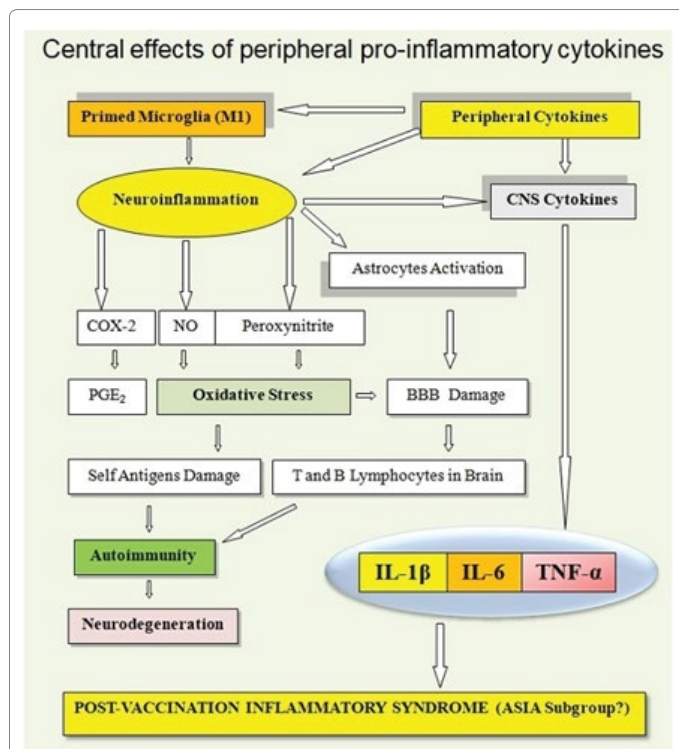 Central effects of peripheral pro-inflammatory cytokines
Primed Microglia (M1)
Peripheral Cytokines
Neuroinflammation
CNS Cytokines
Astrocytes Activation
COX-2
NO
Peroxynitrite
PGE₂
Oxidative Stress
BBB Damage
Self Antigens Damage
T and B Lymphocytes in Brain
Autoimmunity
IL-1β
IL-6
TNF-α
Neurodegeneration
POST-VACCINATION INFLAMMATORY SYNDROME (ASIA Subgroup?)